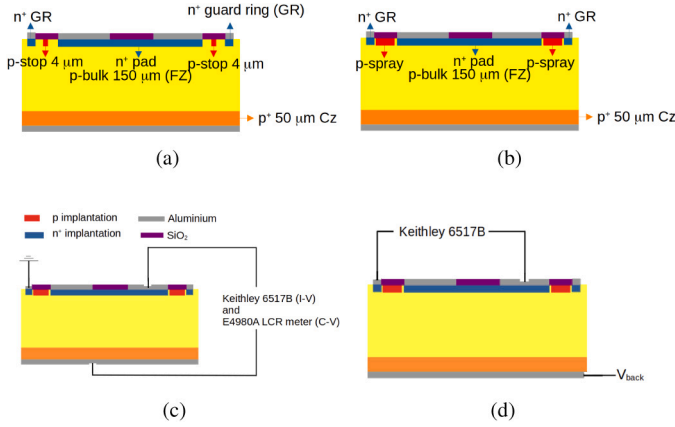 n⁺ guard ring (GR)
n⁺ GR
p-stop 4 μm
n⁺ pad
p-stop 4 μm
p-bulk 150 μm (FZ)
p⁺ 50 μm Cz
(a)
n⁺ GR
n⁺ GR
p-spray
n⁺ pad
p-spray
p-bulk 150 μm (FZ)
p⁺ 50 μm Cz
(b)
p implantation
Aluminium
n⁺ implantation
SiO₂
Keithley 6517B (I-V)
and
E4980A LCR meter (C-V)
(c)
Keithley 6517B
V_back
(d)